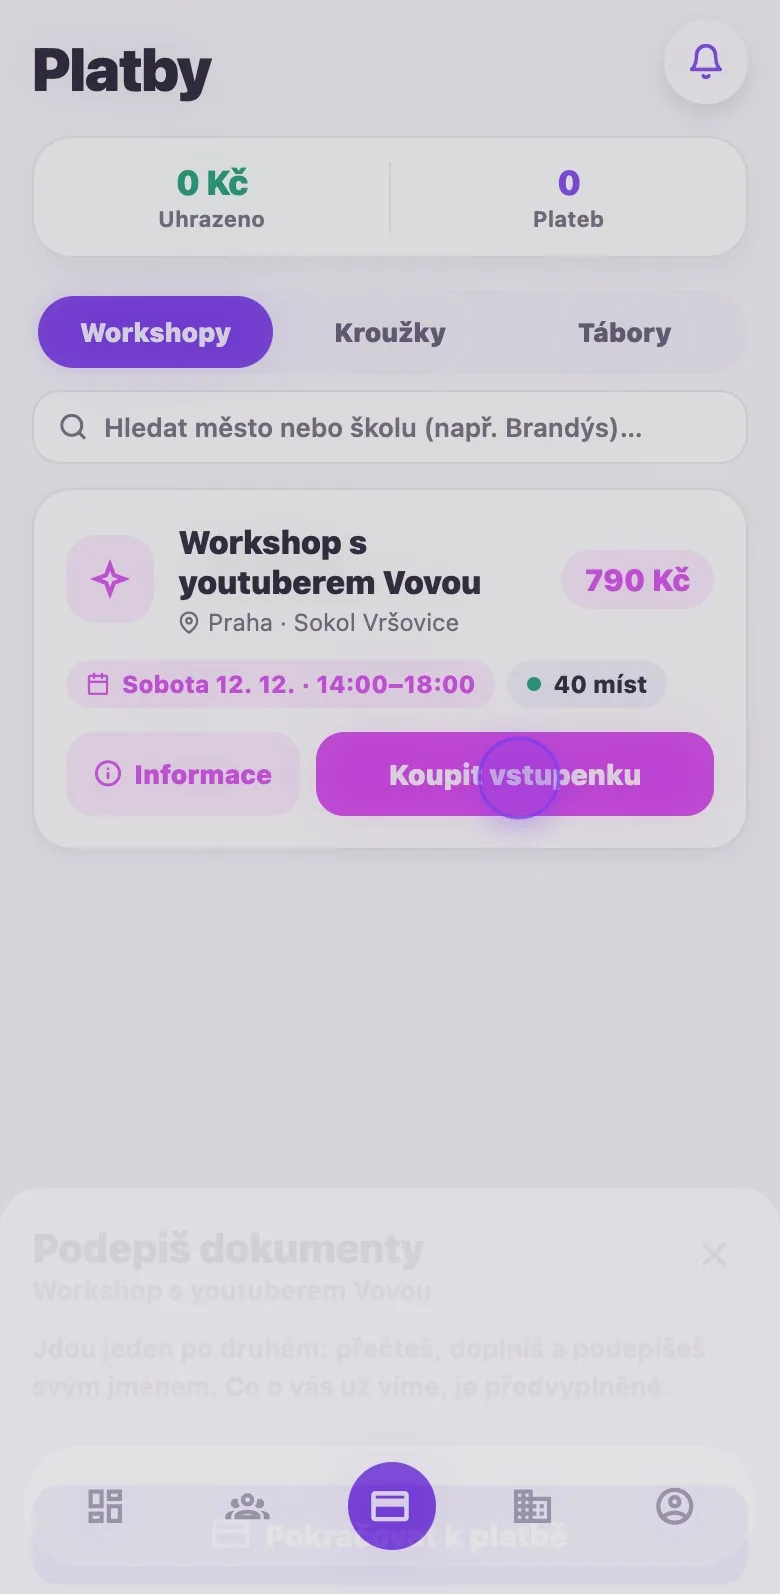 Platby
0 Kč
Uhrazeno
0
Plateb
Workshopy
Kroužky
Tábory
Hledat město nebo školu (např. Brandýs)...
Workshop s
youtuberem Vovou
790 Kč
Praha · Sokol Vršovice
Sobota 12. 12. · 14:00–18:00
40 míst
Informace
Koupit vstupenku
Podepiš dokumenty
Workshop s youtuberem Vovou
Jdou jeden po druhém: přečteš, doplníš a podepíšeš
svým jménem. Co o vás už víme, je předvyplněné.
Pokračovat k platbě